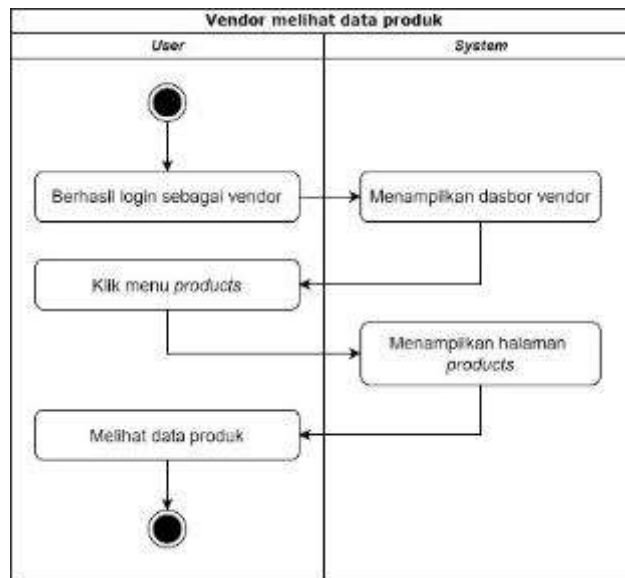 Vendor melihat data produk
User
System
Berhasil login sebagai vendor
Menampilkan dasbor vendor
Klik menu products
Menampilkan halaman
products
Melihat data produk